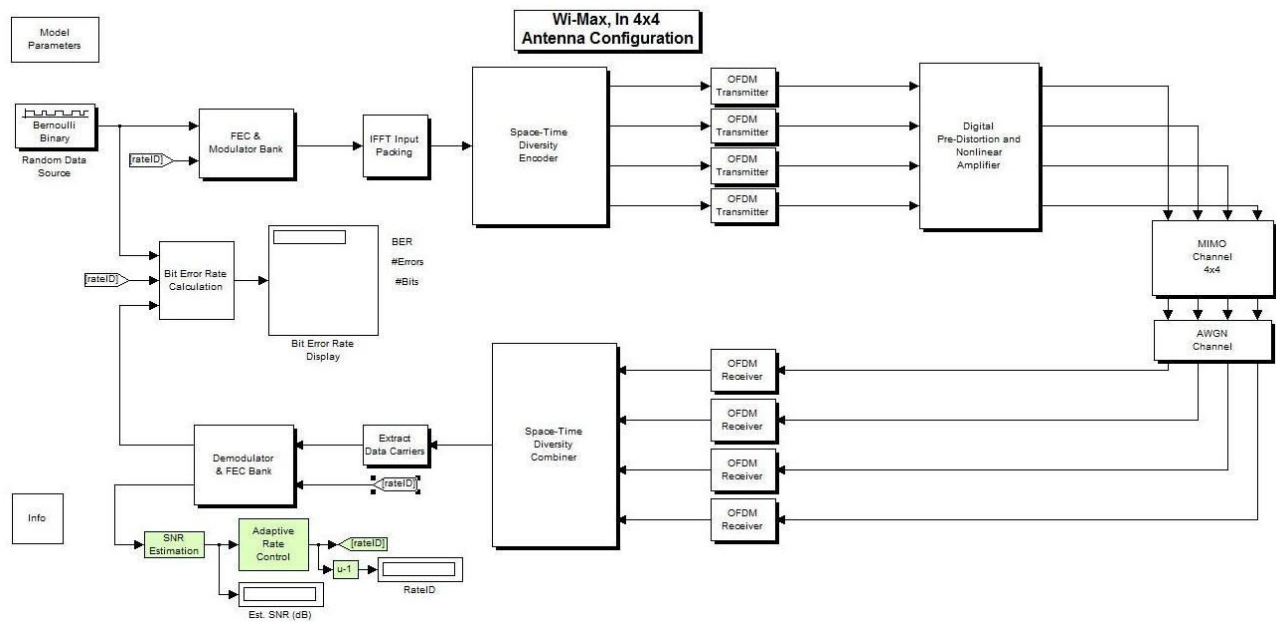 Wi-Max, In 4x4
Antenna Configuration
Model
Parameters
Bernoulli
Binary
Random Data
Source
[rateID]
FEC &
Modulator Bank
IFFT Input
Packing
Space-Time
Diversity
Encoder
OFDM
Transmitter
OFDM
Transmitter
OFDM
Transmitter
OFDM
Transmitter
Digital
Pre-Distortion and
Nonlinear
Amplifier
MIMO
Channel
4x4
AWGN
Channel
[rateID]
Bit Error Rate
Calculation
BER
#Errors
#Bits
Bit Error Rate
Display
OFDM
Receiver
OFDM
Receiver
OFDM
Receiver
OFDM
Receiver
Space-Time
Diversity
Combiner
Extract
Data Carriers
[rateID]
Demodulator
& FEC Bank
Info
SNR
Estimation
Adaptive
Rate
Control
[rateID]
u-1
RateID
Est. SNR (dB)